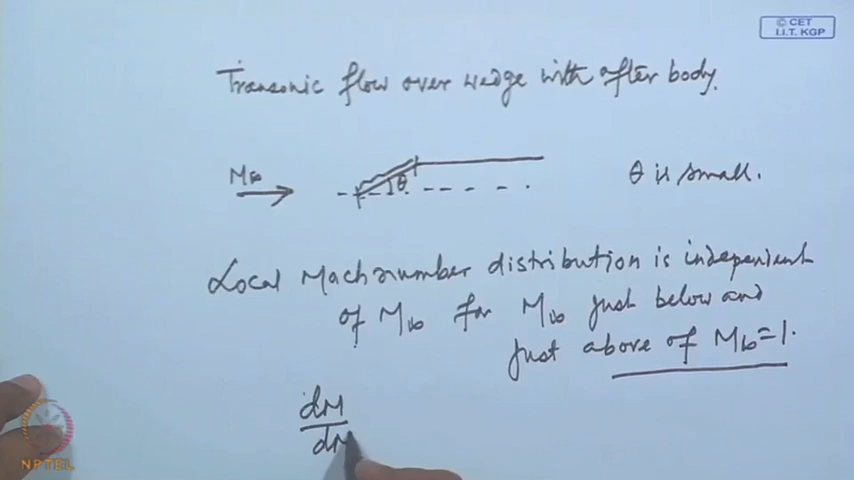 © CET
I.I.T. KGP
Transonic flow over wedge with after body.
M∞
θ
θ is small.
Local Mach number distribution is independent
of M∞ for M∞ just below and
just above of M∞=1.
dM
dM
NPTEL